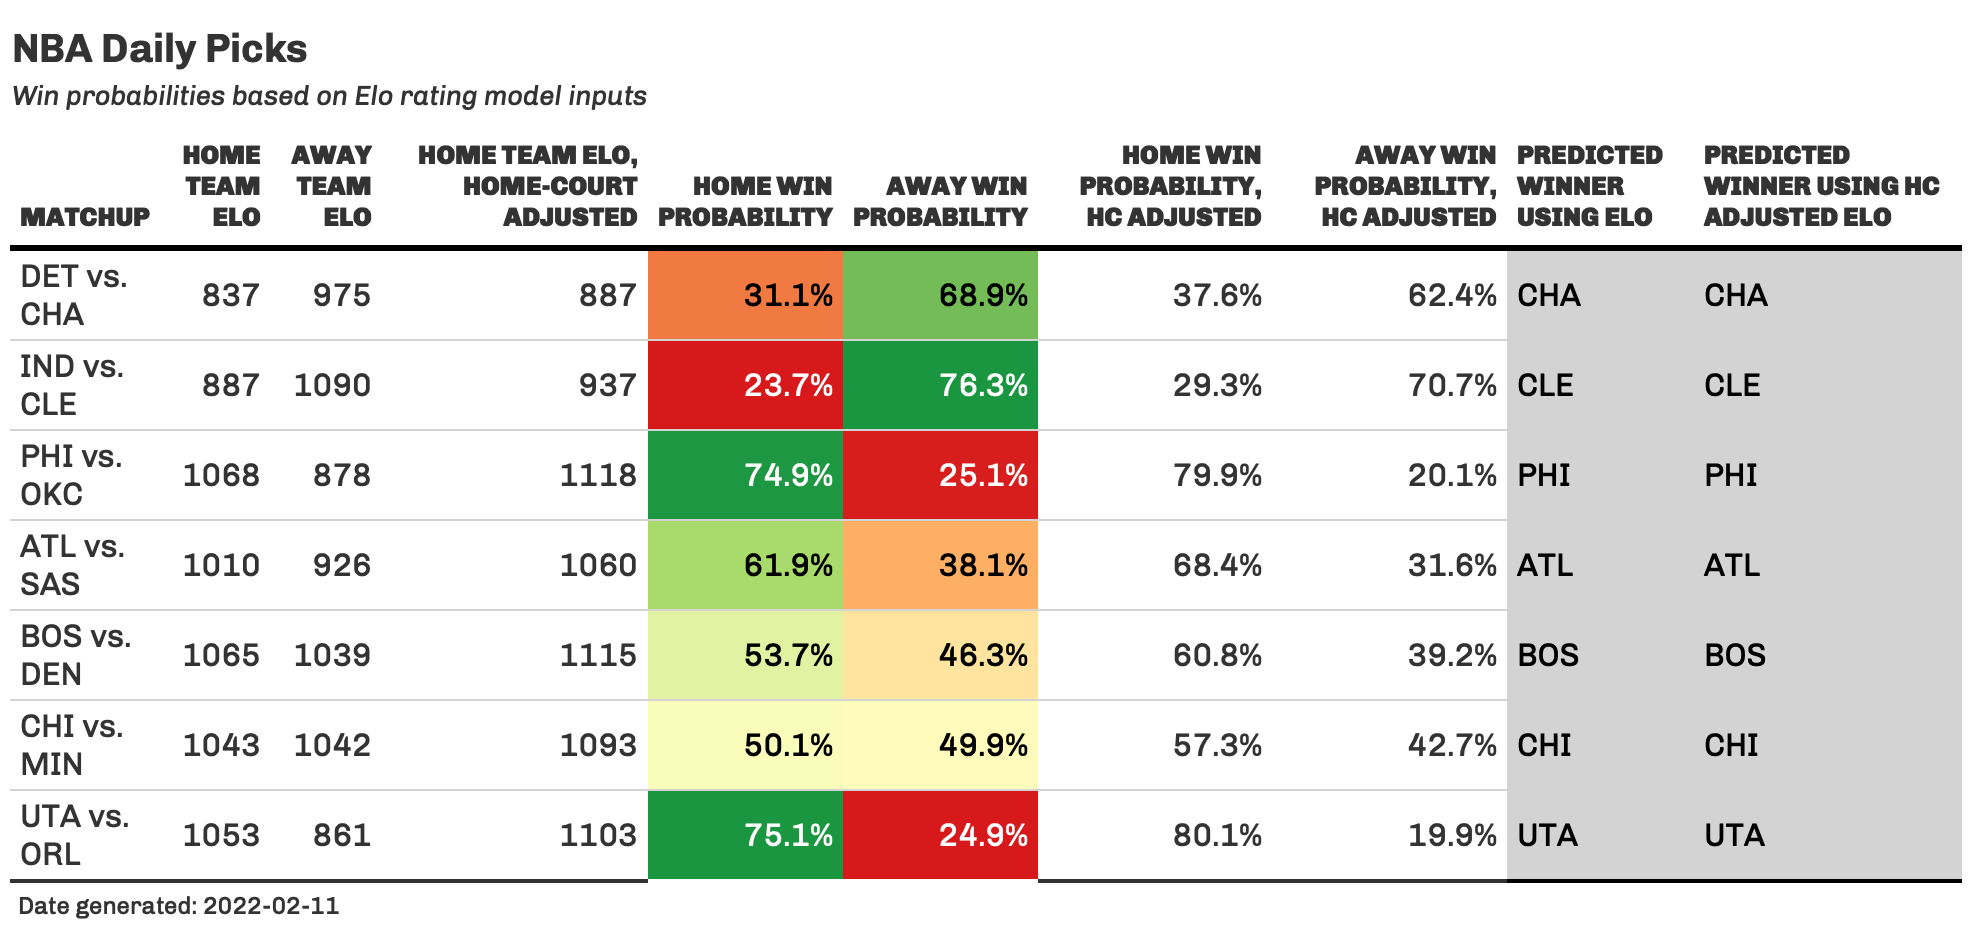 NBA Daily Picks
Win probabilities based on Elo rating model inputs
MATCHUP HOME TEAM ELO AWAY TEAM ELO HOME TEAM ELO, HOME-COURT ADJUSTED HOME WIN PROBABILITY AWAY WIN PROBABILITY HOME WIN PROBABILITY, HC ADJUSTED AWAY WIN PROBABILITY, HC ADJUSTED PREDICTED WINNER USING ELO PREDICTED WINNER USING HC ADJUSTED ELO
DET vs. CHA 837 975 887 31.1% 68.9% 37.6% 62.4% CHA CHA
IND vs. CLE 887 1090 937 23.7% 76.3% 29.3% 70.7% CLE CLE
PHI vs. OKC 1068 878 1118 74.9% 25.1% 79.9% 20.1% PHI PHI
ATL vs. SAS 1010 926 1060 61.9% 38.1% 68.4% 31.6% ATL ATL
BOS vs. DEN 1065 1039 1115 53.7% 46.3% 60.8% 39.2% BOS BOS
CHI vs. MIN 1043 1042 1093 50.1% 49.9% 57.3% 42.7% CHI CHI
UTA vs. ORL 1053 861 1103 75.1% 24.9% 80.1% 19.9% UTA UTA
Date generated: 2022-02-11